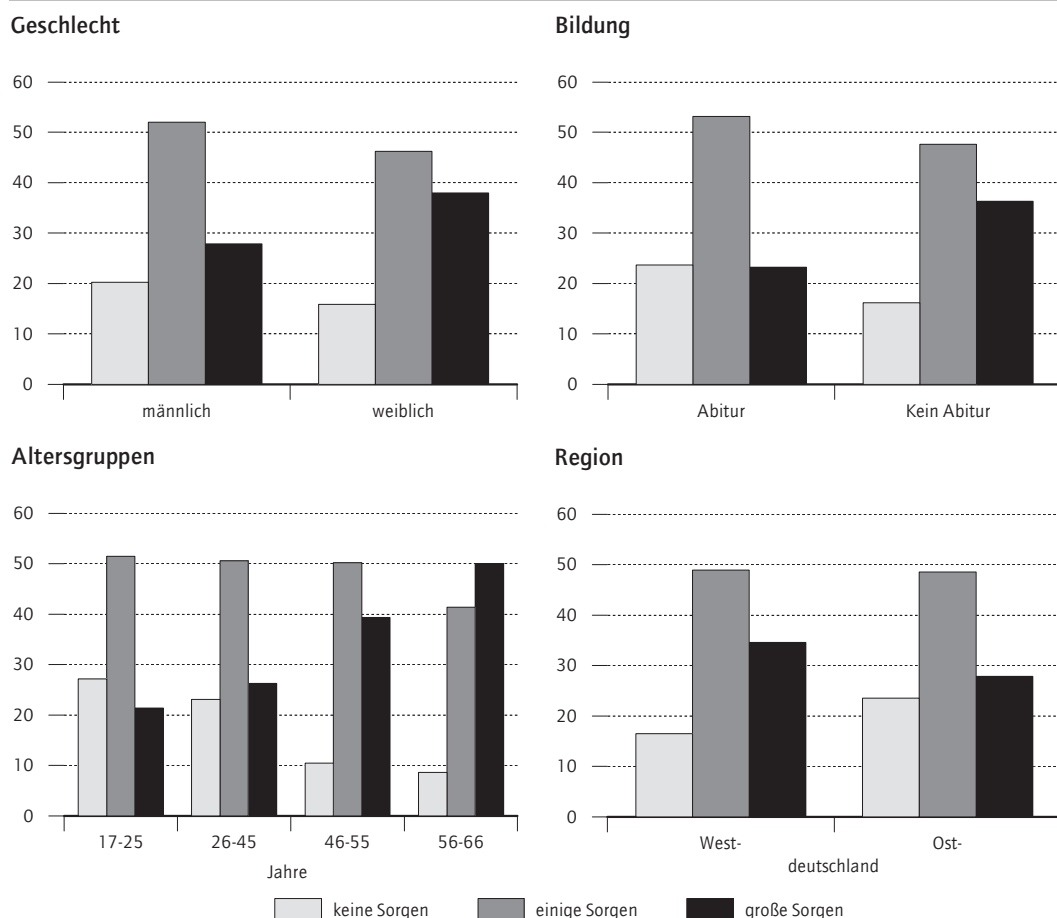 Geschlecht
60
50
40
30
20
10
0
männlich weiblich
Bildung
60
50
40
30
20
10
0
Abitur Kein Abitur
Altersgruppen
60
50
40
30
20
10
0
17-25 26-45 46-55 56-66
Jahre
Region
60
50
40
30
20
10
0
West- Ost-
deutschland
keine Sorgen einige Sorgen große Sorgen